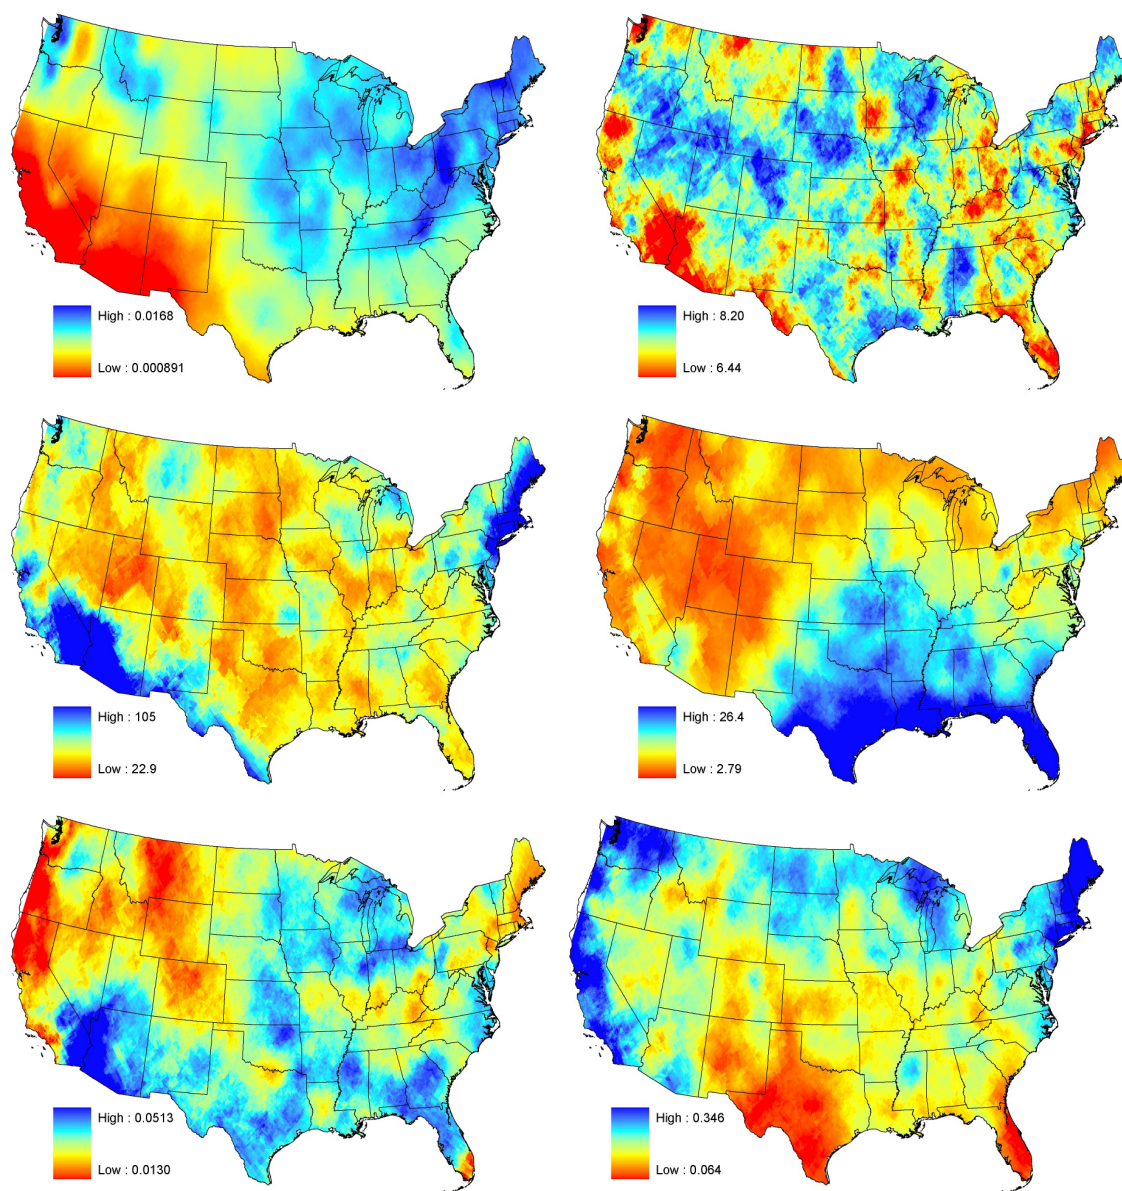 High : 0.0168
Low : 0.000891
High : 8.20
Low : 6.44
High : 105
Low : 22.9
High : 26.4
Low : 2.79
High : 0.0513
Low : 0.0130
High : 0.346
Low : 0.064